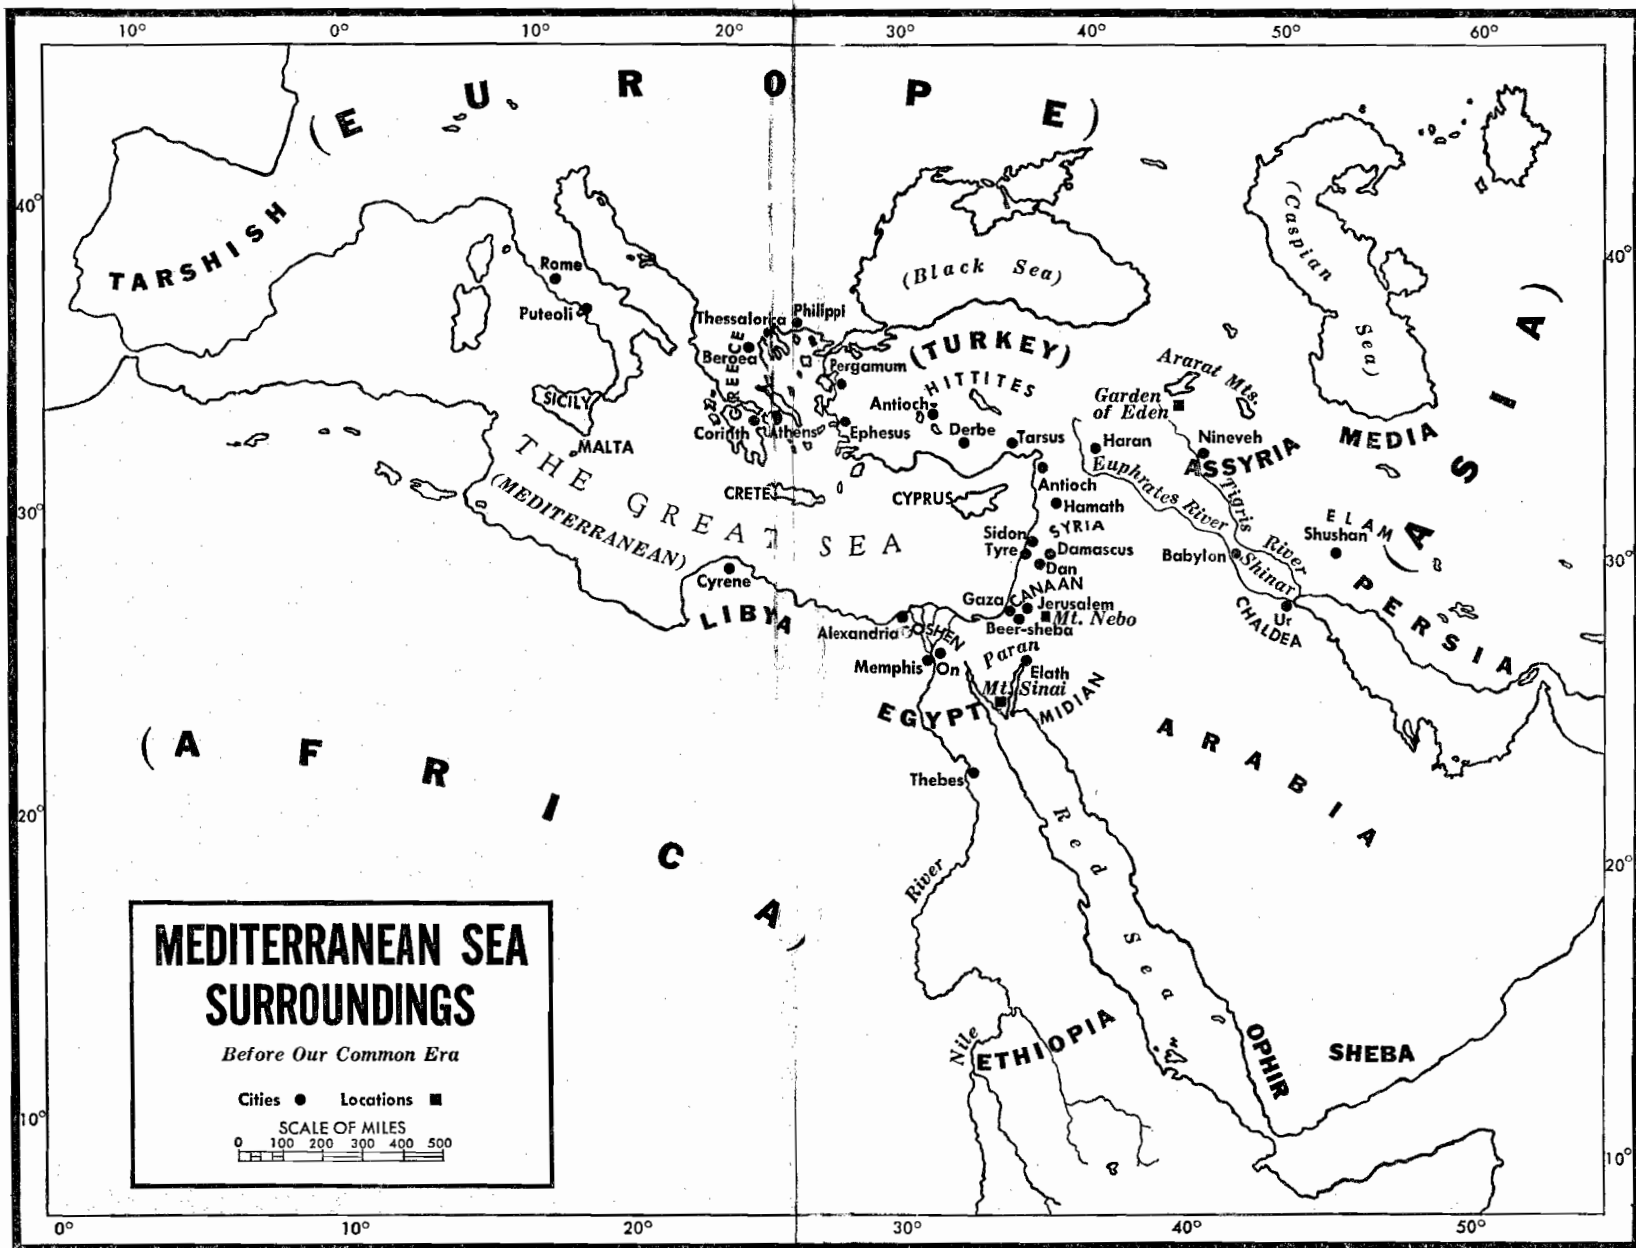 10° 0° 10° 20° 30° 40° 50° 60°
(EUROPE)
40°
40°
TARSHISH
(Caspian Sea)
(Black Sea)
Rome
Puteoli
Thessalonica
Philippi
GREECE
Beroea
(TURKEY)
Pergamum
HITTITES
Ararat Mts.
Garden
of Eden
Antioch
SICILY
MALTA
Corinth
Athens
Ephesus
Derbe
Tarsus
Haran
Nineveh
ASSYRIA
MEDIA
(ASIA)
THE GREAT SEA
(MEDITERRANEAN)
CRETE
CYPRUS
Antioch
Hamath
SYRIA
Euphrates River
Tigris River
ELAM
Shushan
30°
30°
Sidon
Tyre
Damascus
Dan
Babylon
Shinar
Cyrene
LIBYA
CANAAN
Gaza
Jerusalem
Mt. Nebo
Beer-sheba
Ur
CHALDEA
PERSIA
Alexandria
GOSHEN
Memphis
On
Paran
Elath
Mt. Sinai
MIDIAN
EGYPT
ARABIA
(AFRICA)
Thebes
Red Sea
20°
20°
River
Nile
ETHIOPIA
OPHIR
SHEBA
MEDITERRANEAN SEA
SURROUNDINGS
Before Our Common Era
Cities Locations
SCALE OF MILES
0 100 200 300 400 500
10°
10°
0° 10° 20° 30° 40° 50°